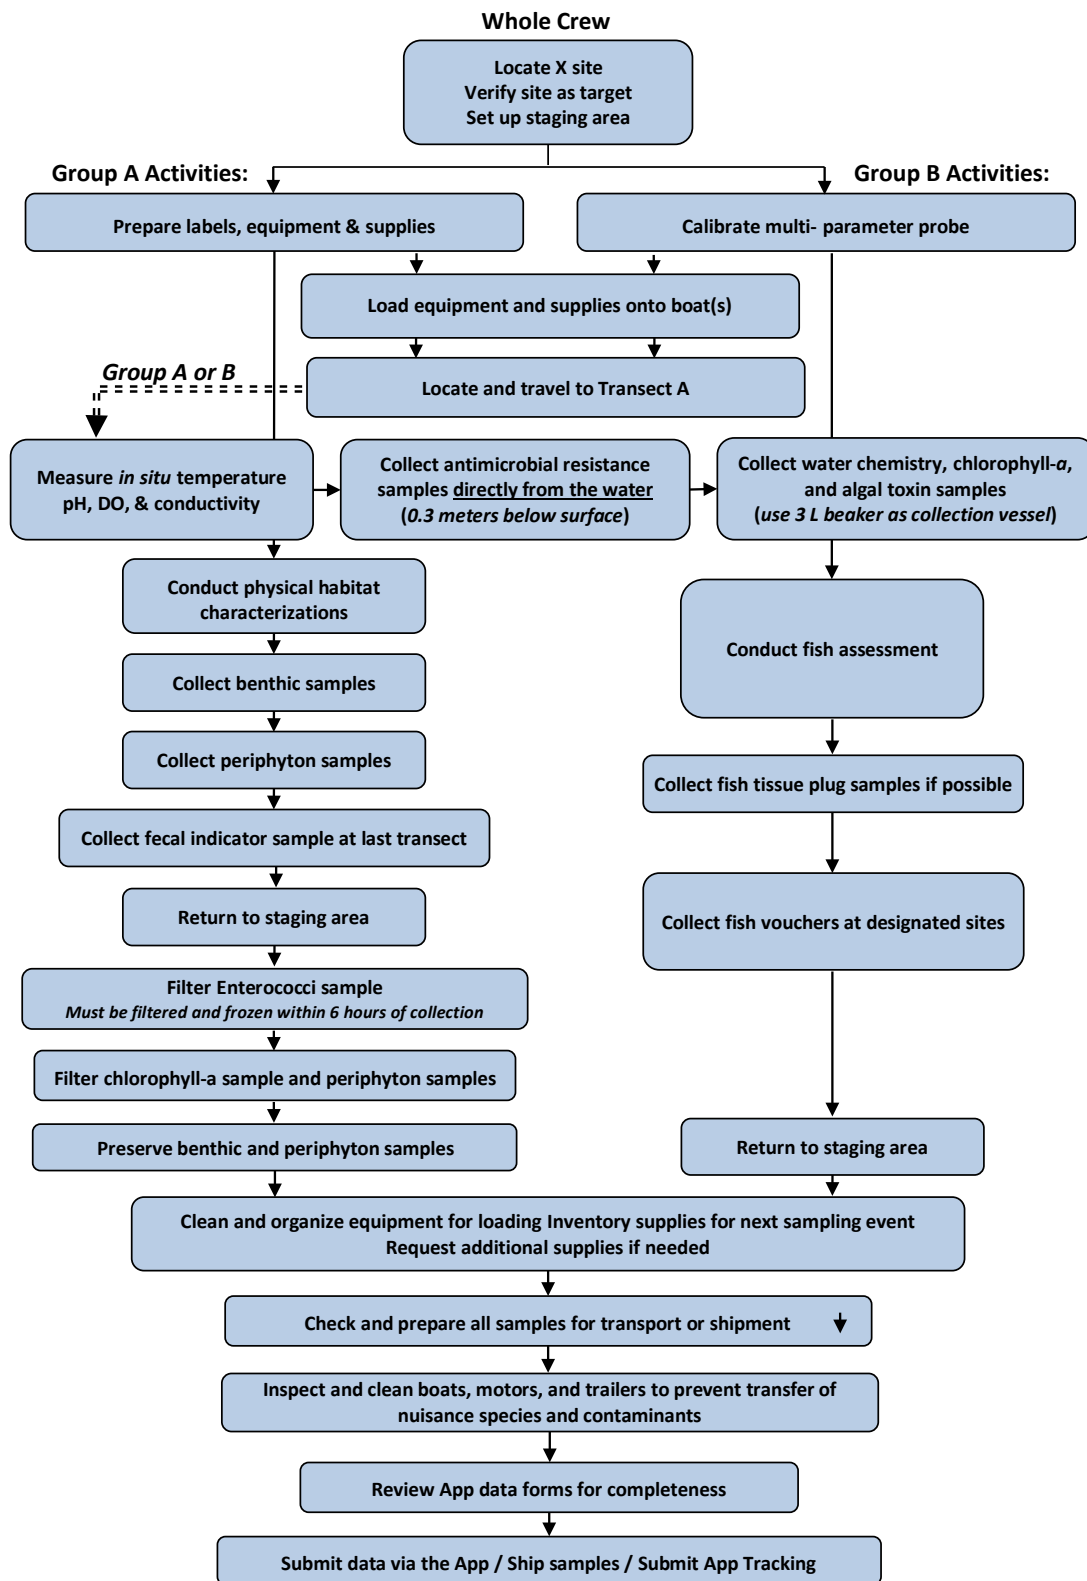 Whole Crew
Locate X site
Verify site as target
Set up staging area
Group A Activities:
Group B Activities:
Prepare labels, equipment & supplies
Calibrate multi- parameter probe
Load equipment and supplies onto boat(s)
Group A or B
Locate and travel to Transect A
Measure in situ temperature
pH, DO, & conductivity
Collect antimicrobial resistance
samples directly from the water
(0.3 meters below surface)
Collect water chemistry, chlorophyll-a,
and algal toxin samples
(use 3 L beaker as collection vessel)
Conduct physical habitat
characterizations
Conduct fish assessment
Collect benthic samples
Collect periphyton samples
Collect fish tissue plug samples if possible
Collect fecal indicator sample at last transect
Return to staging area
Collect fish vouchers at designated sites
Filter Enterococci sample
Must be filtered and frozen within 6 hours of collection
Filter chlorophyll-a sample and periphyton samples
Preserve benthic and periphyton samples
Return to staging area
Clean and organize equipment for loading Inventory supplies for next sampling event
Request additional supplies if needed
Check and prepare all samples for transport or shipment
Inspect and clean boats, motors, and trailers to prevent transfer of
nuisance species and contaminants
Review App data forms for completeness
Submit data via the App / Ship samples / Submit App Tracking